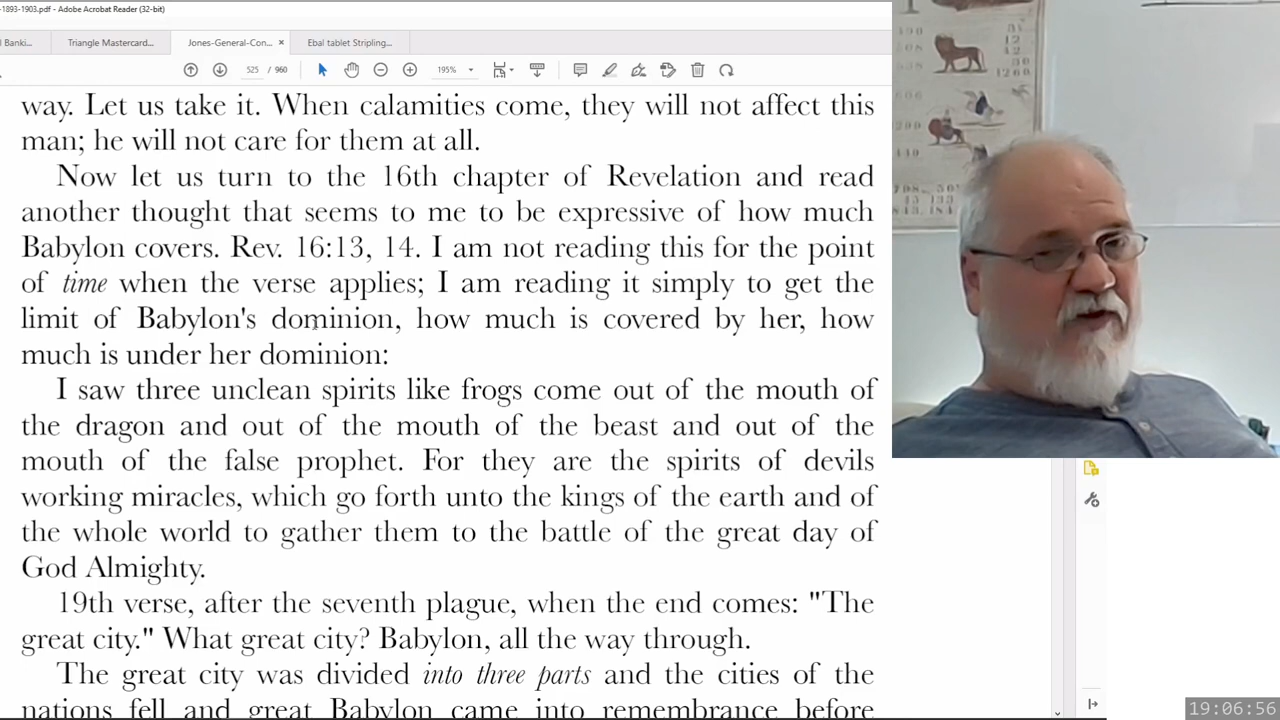 -1893-1903.pdf - Adobe Acrobat Reader (32-bit)
l Banki... Triangle Mastercard... Jones-General-Con... × Ebal tablet Stripling...
525 / 960 195%
way. Let us take it. When calamities come, they will not affect this
man; he will not care for them at all.
Now let us turn to the 16th chapter of Revelation and read
another thought that seems to me to be expressive of how much
Babylon covers. Rev. 16:13, 14. I am not reading this for the point
of time when the verse applies; I am reading it simply to get the
limit of Babylon's dominion, how much is covered by her, how
much is under her dominion:
I saw three unclean spirits like frogs come out of the mouth of
the dragon and out of the mouth of the beast and out of the
mouth of the false prophet. For they are the spirits of devils
working miracles, which go forth unto the kings of the earth and of
the whole world to gather them to the battle of the great day of
God Almighty.
19th verse, after the seventh plague, when the end comes: "The
great city." What great city? Babylon, all the way through.
The great city was divided into three parts and the cities of the
nations fell and great Babylon came into remembrance before
12
1260
19:06:56